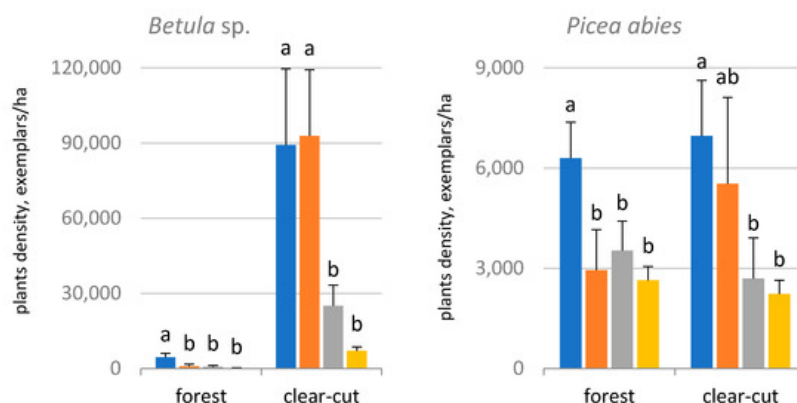 Betula sp.
plants density, exemplars/ha
120,000
90,000
60,000
30,000
0
a
b
b
b
a
a
b
b
forest
clear-cut
Picea abies
plants density, exemplars/ha
9,000
6,000
3,000
0
a
b
b
b
a
ab
b
b
forest
clear-cut